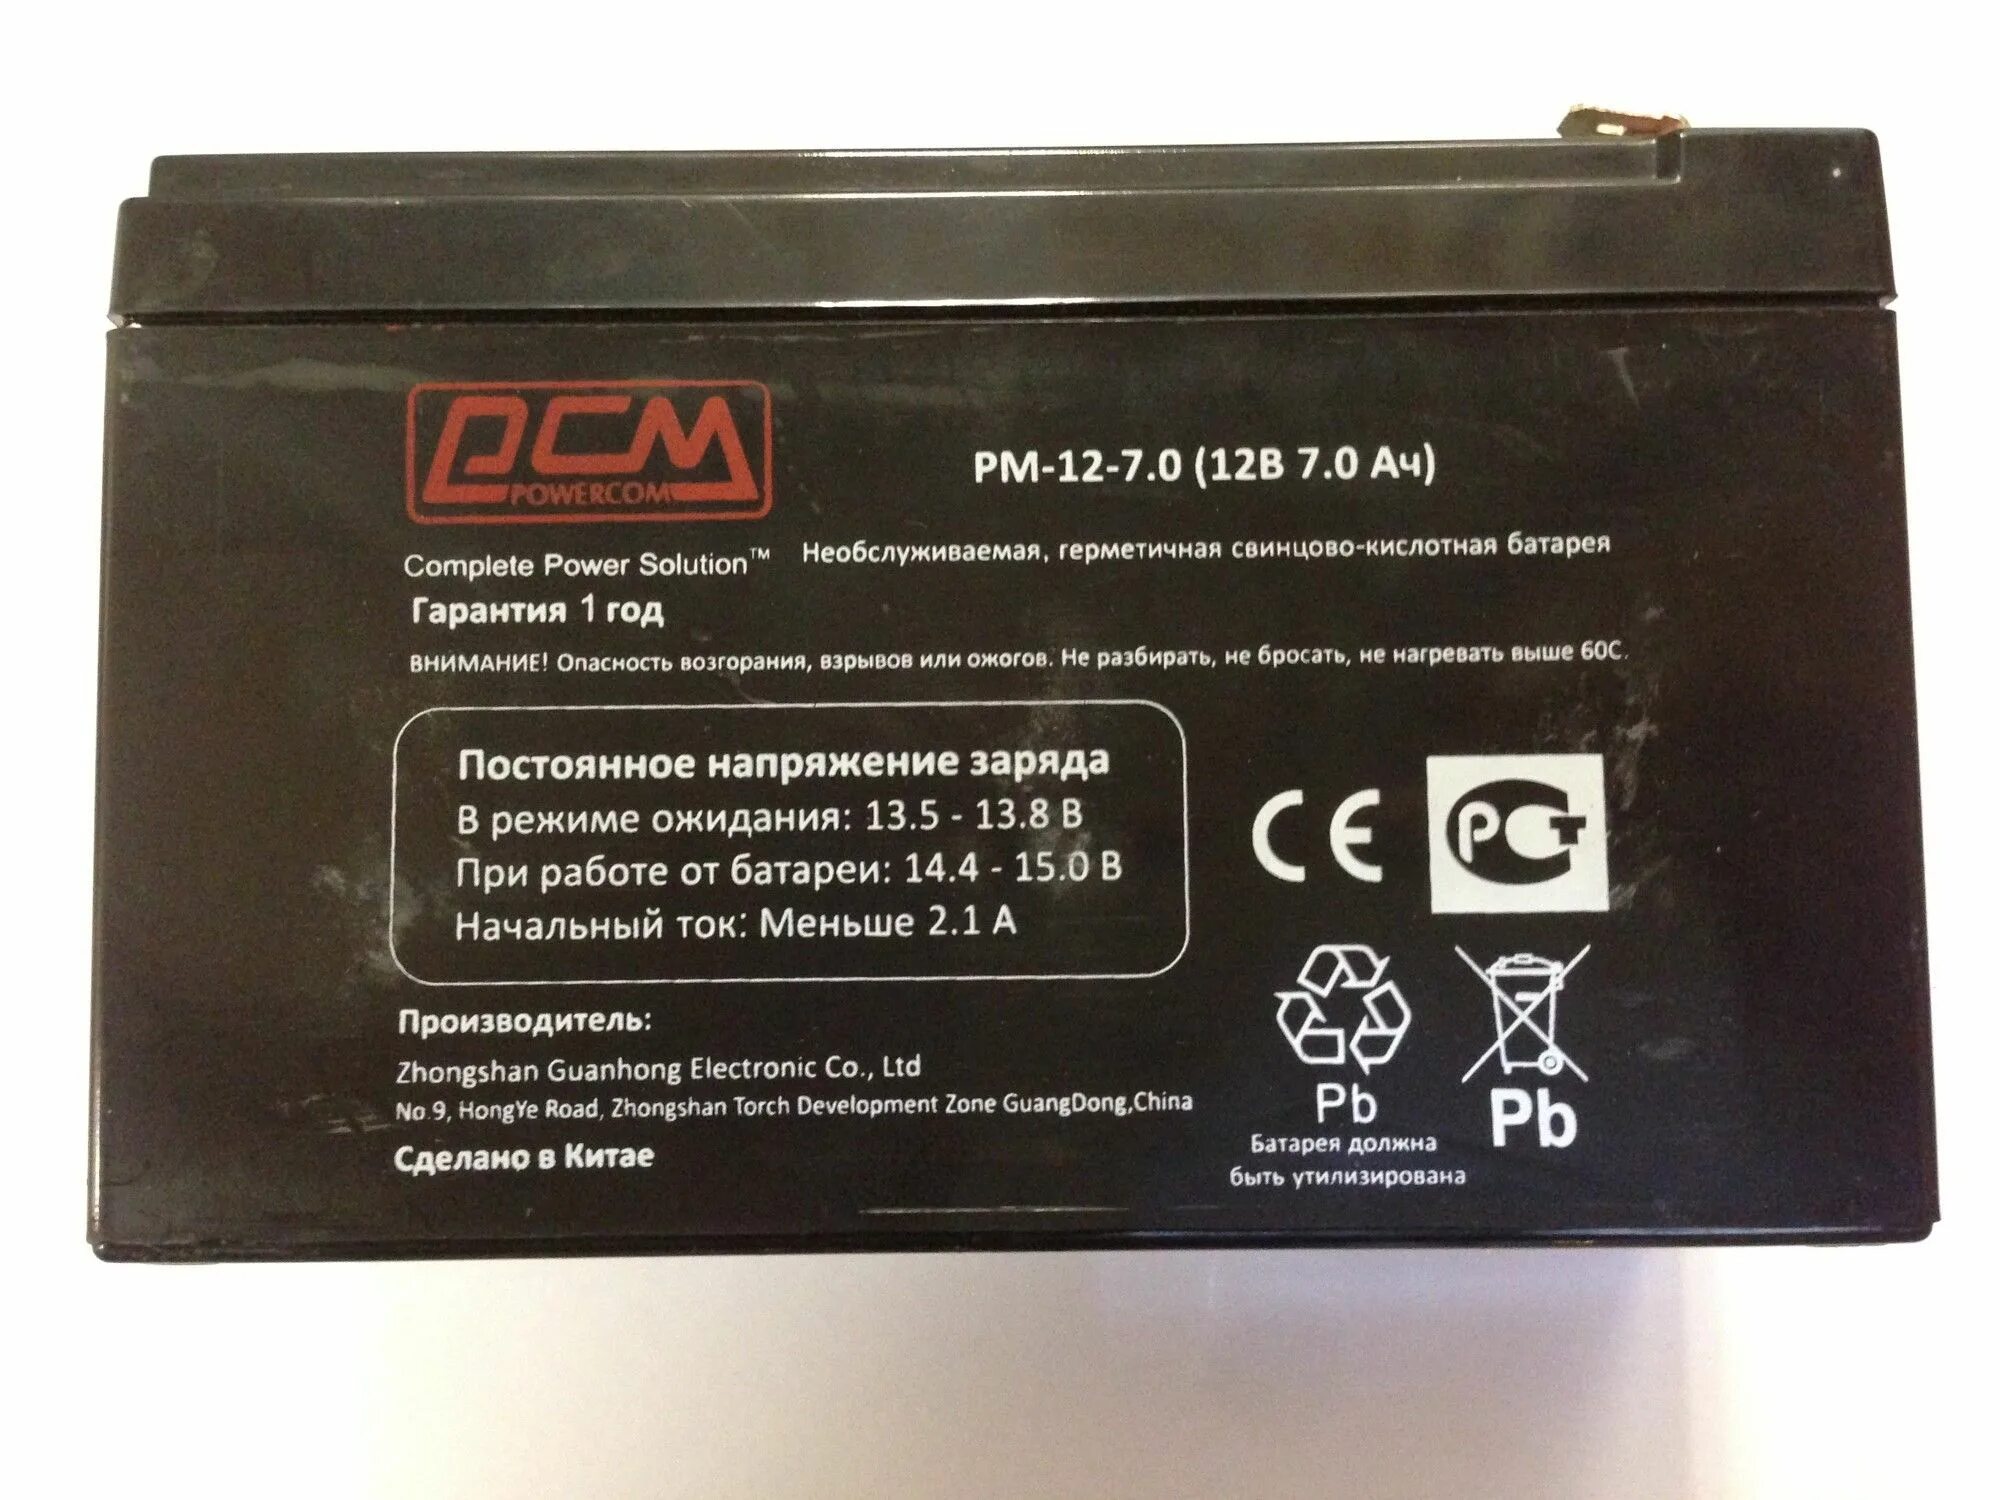 PCM
POWERCOM
PM-12-7.0 (12В 7.0 Ач)
Complete Power Solution™
Необслуживаемая, герметичная свинцово-кислотная батарея
Гарантия 1 год
ВНИМАНИЕ! Опасность возгорания, взрывов или ожогов. Не разбирать, не бросать, не нагревать выше 60С.
Постоянное напряжение заряда
В режиме ожидания: 13.5 - 13.8 В
При работе от батареи: 14.4 - 15.0 В
Начальный ток: Меньше 2.1 А
CE
РСТ
Производитель:
Zhongshan Guanhong Electronic Co., Ltd
No.9, HongYe Road, Zhongshan Torch Development Zone GuangDong,China
Сделано в Китае
Pb
Батарея должна
быть утилизирована
Pb